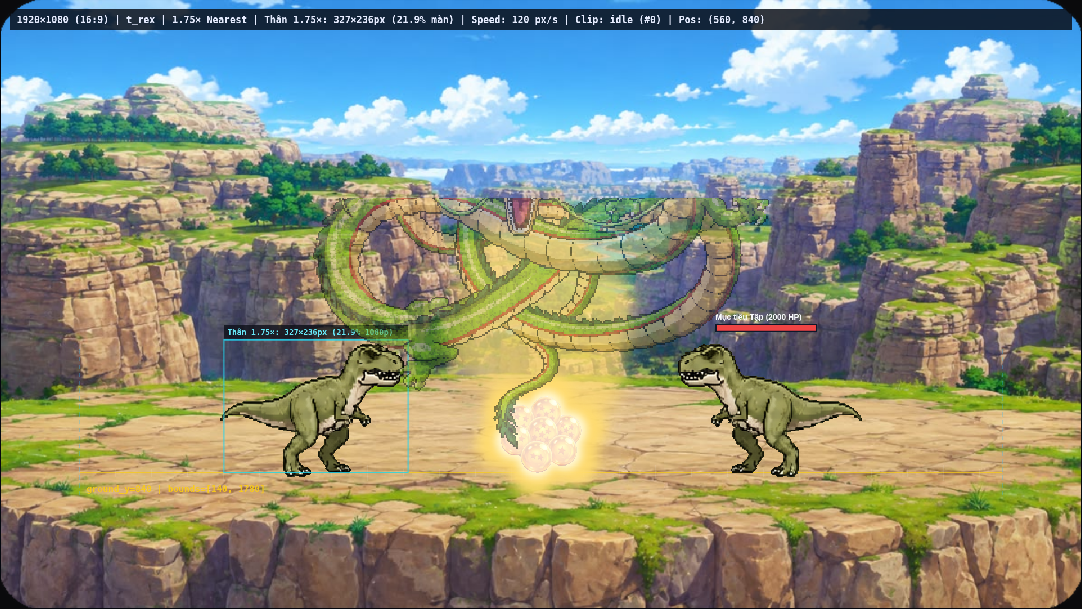 1920×1080 (16:9) | t_rex | 1.75× Nearest | Thân 1.75×: 327×236px (21.9% màn) | Speed: 120 px/s | Clip: idle (#0) | Pos: (560, 840)
Mục tiêu Tập (2000 HP)
Thân 1.75×: 327×236px (21.9% 1080p)